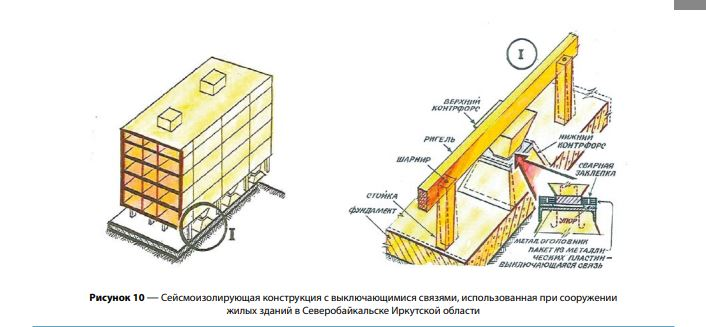 I
I
ВЕРХНИЙ
КОНТРФОРС
РИГЕЛЬ
ШАРНИР
СТОЙКА
ФУНДАМЕНТ
НИЖНИЙ
КОНТРФОРС
СВАРНАЯ
ЗАКЛЕПКА
УПОР
МЕТАЛ. ОГОЛОВНИК
ПАКЕТ ИЗ МЕТАЛЛИ-
ЧЕСКИХ ПЛАСТИН –
ВЫКЛЮЧАЮЩАЯСЯ СВЯЗЬ
Рисунок 10 — Сейсмоизолирующая конструкция с выключающимися связями, использованная при сооружении
жилых зданий в Северобайкальске Иркутской области